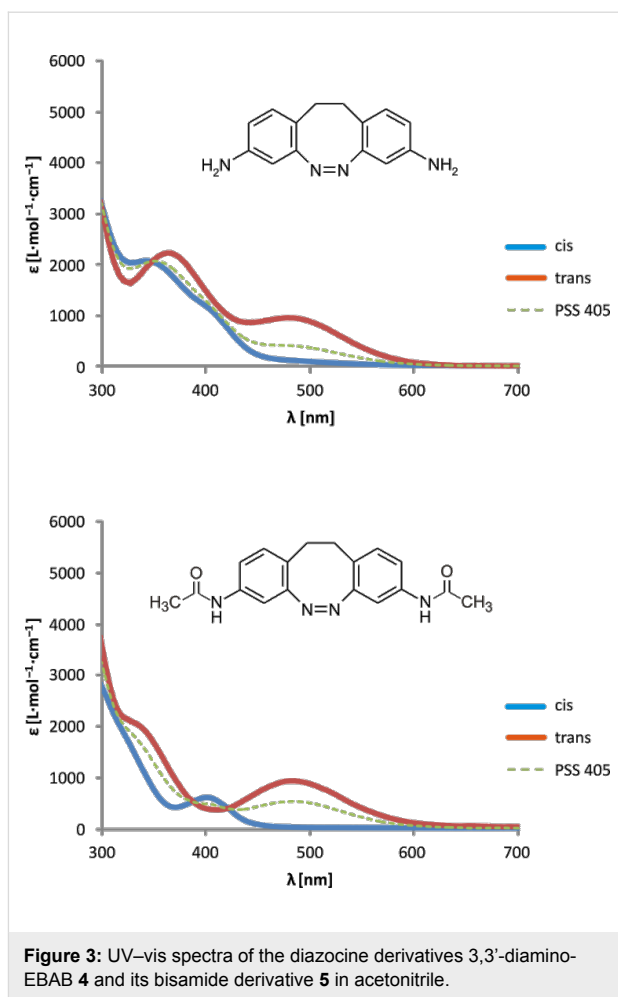 6000
5000
4000
3000
2000
1000
0
ε [L·mol⁻¹·cm⁻¹]
H₂N
N=N
NH₂
cis
trans
PSS 405
300
400
500
600
700
λ [nm]
6000
5000
4000
3000
2000
1000
0
ε [L·mol⁻¹·cm⁻¹]
O
H₃C
N
H
N=N
N
H
O
CH₃
cis
trans
PSS 405
300
400
500
600
700
λ [nm]
Figure 3: UV–vis spectra of the diazocine derivatives 3,3’-diamino-
EBAB 4 and its bisamide derivative 5 in acetonitrile.